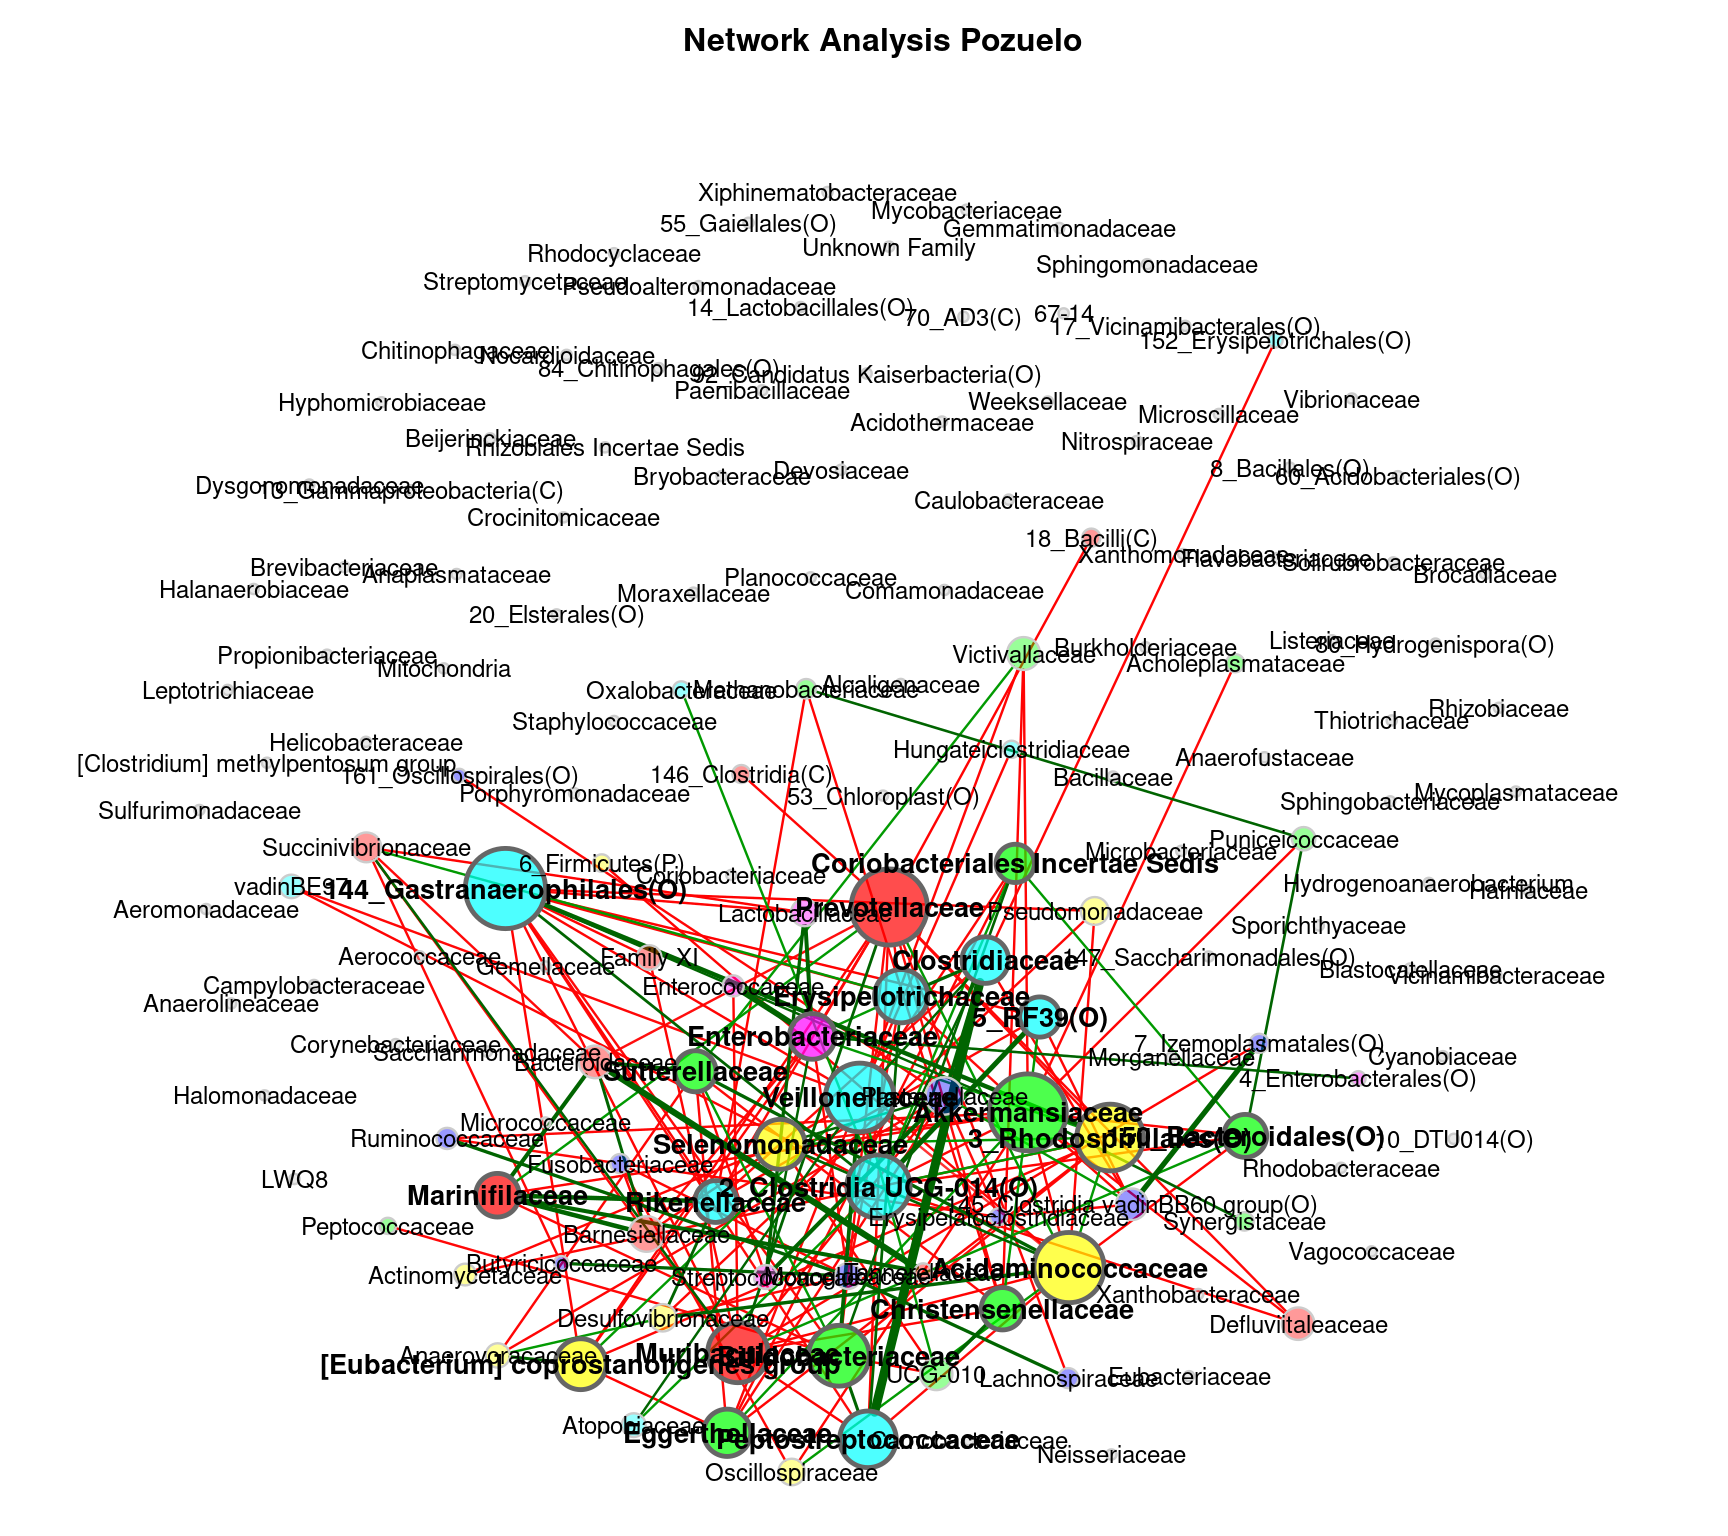 Network Analysis Pozuelo
Xiphinematobacteraceae
Mycobacteriaceae
55_Gaiellales(O)
Gemmatimonadaceae
Unknown Family
Rhodocyclaceae
Sphingomonadaceae
Streptomycetaceae
Pseudoalteromonadaceae
14_Lactobacillales(O)
70_AD3(C)
67-14
17_Vicinamibacterales(O)
152_Erysipelotrichales(O)
Chitinophagaceae
Nocardioidaceae
84_Chitinophagales(O)
92_Candidatus Kaiserbacteria(O)
Paenibacillaceae
Hyphomicrobiaceae
Weeksellaceae
Vibrionaceae
Microscillaceae
Acidothermaceae
Beijerinckiaceae
Nitrospiraceae
Rhizobiales Incertae Sedis
Devosiaceae
8_Bacillales(O)
Bryobacteraceae
60_Acidobacteriales(O)
Dysgonomonadaceae
13_Gammaproteobacteria(C)
Caulobacteraceae
Crocinitomicaceae
18_Bacilli(C)
Xanthomonadaceae
Flavobacteriaceae
Solirubrobacteraceae
Brevibacteriaceae
Anaplasmataceae
Brocadiaceae
Planococcaceae
Halanaerobiaceae
Moraxellaceae
Comamonadaceae
20_Elsterales(O)
Listeriaceae
80_Hydrogenispora(O)
Burkholderiaceae
Victivallaceae
Propionibacteriaceae
Acholeplasmataceae
Mitochondria
Alcaligenaceae
Leptotrichiaceae
Oxalobacteraceae
Methanobacteriaceae
Rhizobiaceae
Staphylococcaceae
Thiotrichaceae
Helicobacteraceae
Hungateiclostridiaceae
Anaerofustaceae
[Clostridium] methylpentosum group
161_Oscillospirales(O)
146_Clostridia(C)
Bacillaceae
Porphyromonadaceae
53_Chloroplast(O)
Mycoplasmataceae
Sphingobacteriaceae
Sulfurimonadaceae
Puniceicoccaceae
Succinivibrionaceae
Microbacteriaceae
6_Firmicutes(P)
Coriobacteriales Incertae Sedis
Coriobacteriaceae
vadinBE97
144_Gastranaerophilales(O)
Hydrogenoanaerobacterium
Hafniaceae
Aeromonadaceae
Lactobacillaceae
Prevotellaceae
Pseudomonadaceae
Sporichthyaceae
Aerococcaceae
Gemellaceae
Family XI
Clostridiaceae
147_Saccharimonadales(O)
Blastocatellaceae
Vicinamibacteraceae
Campylobacteraceae
Enterococcaceae
Erysipelotrichaceae
Anaerolineaceae
5_RF39(O)
Enterobacteriaceae
Corynebacteriaceae
Saccharimonadaceae
7_Izemoplasmatales(O)
Morganellaceae
Cyanobiaceae
Bacteroidaceae
Sutterellaceae
4_Enterobacterales(O)
Halomonadaceae
Veillonellaceae
Pasteurellaceae
Akkermansiaceae
Micrococcaceae
Ruminococcaceae
Selenomonadaceae
3_Rhodospirillales(O)
150_Bacteroidales(O)
10_DTU014(O)
Fusobacteriaceae
Rhodobacteraceae
LWQ8
Marinifilaceae
Rikenellaceae
2_Clostridia UCG-014(O)
145_Clostridia vadinBB60 group(O)
Erysipelatoclostridiaceae
Synergistaceae
Peptococcaceae
Barnesiellaceae
Vagococcaceae
Butyricicoccaceae
Actinomycetaceae
Streptococcaceae
Monoglobaceae
Tannerellaceae
Acidaminococcaceae
Xanthobacteraceae
Christensenellaceae
Desulfovibrionaceae
Defluviitaleaceae
Anaerovoracaceae
Muribaculaceae
Bifidobacteriaceae
[Eubacterium] coprostanoligenes group
UCG-010
Lachnospiraceae
Eubacteriaceae
Atopobiaceae
Eggerthellaceae
Peptostreptococcaceae
Carnobacteriaceae
Neisseriaceae
Oscillospiraceae